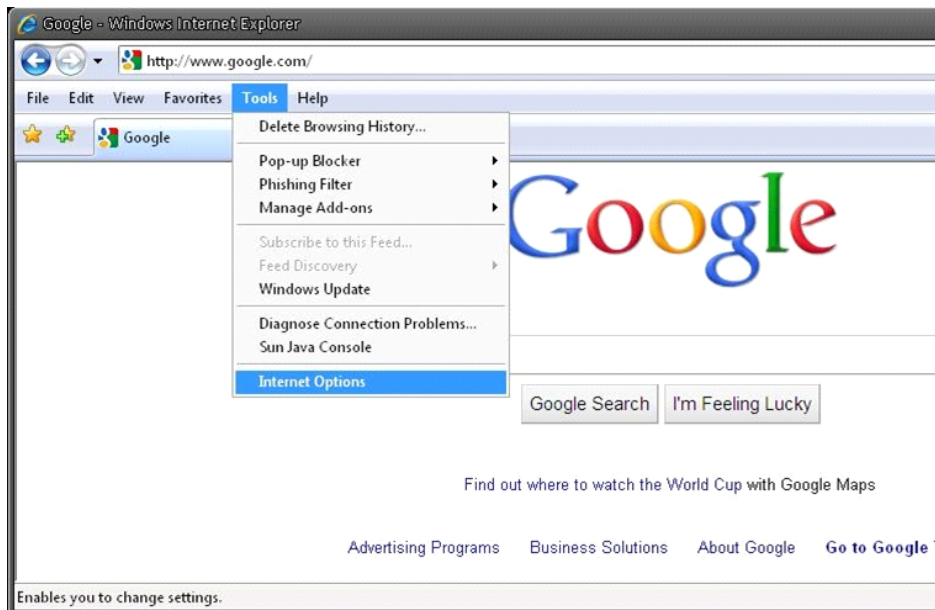 Google - Windows Internet Explorer
http://www.google.com/
File Edit View Favorites Tools Help
Google
Delete Browsing History...
Pop-up Blocker
Phishing Filter
Manage Add-ons
Subscribe to this Feed...
Feed Discovery
Windows Update
Diagnose Connection Problems...
Sun Java Console
Internet Options
Google
Google Search I'm Feeling Lucky
Find out where to watch the World Cup with Google Maps
Advertising Programs Business Solutions About Google Go to Google
Enables you to change settings.